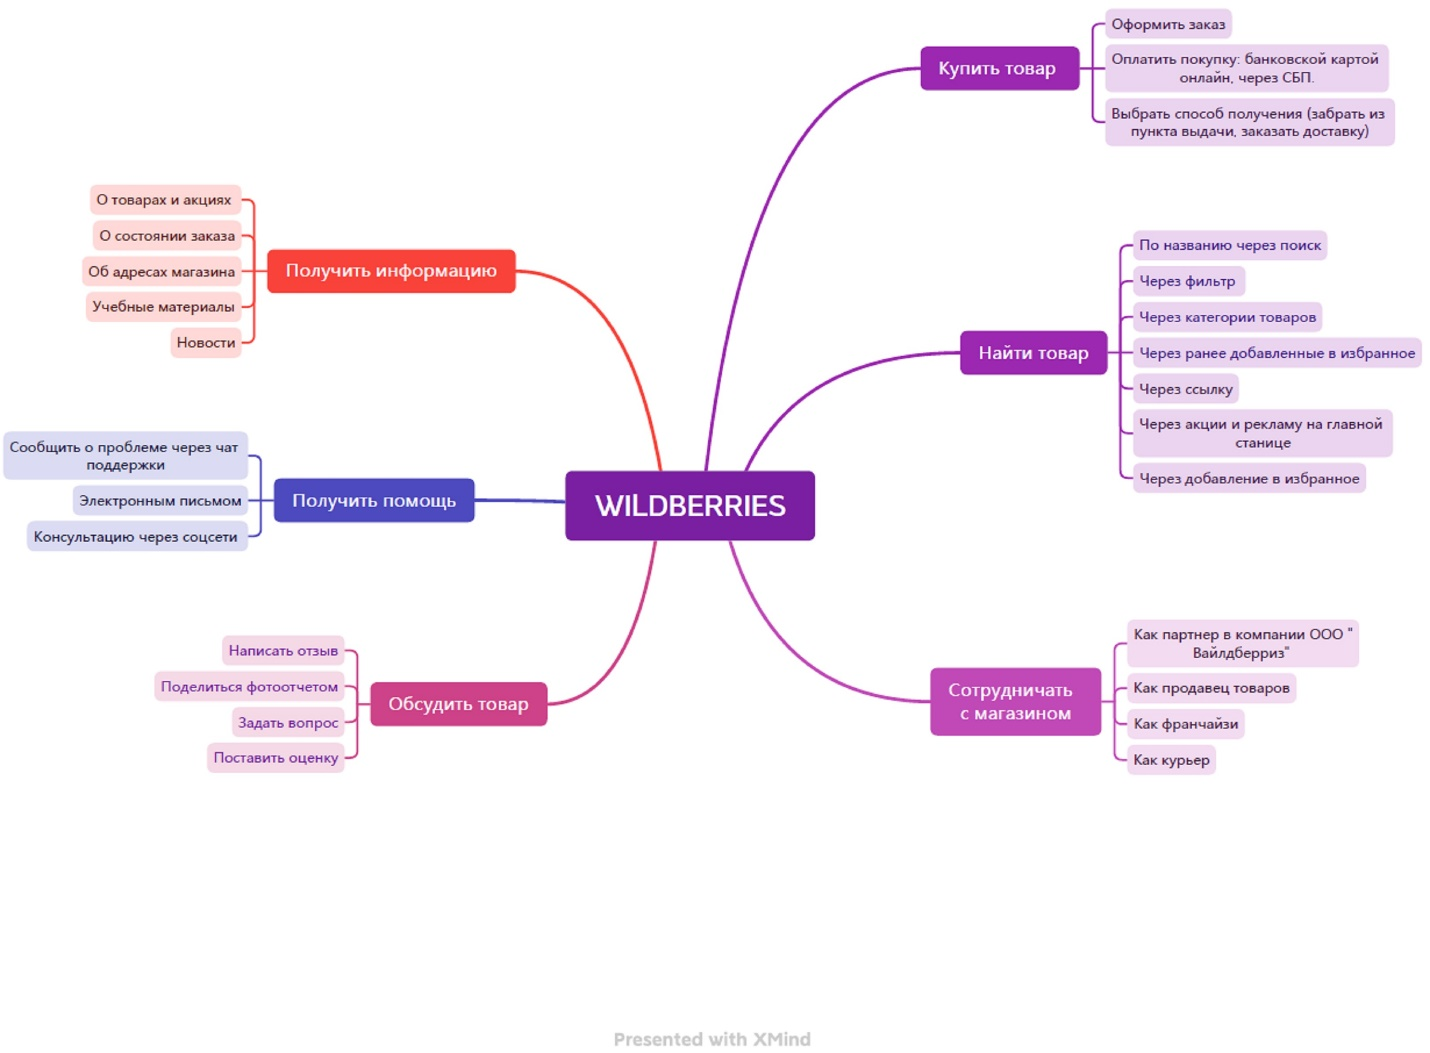 WILDBERRIES
Купить товар
Оформить заказ
Оплатить покупку: банковской картой
онлайн, через СБП.
Выбрать способ получения (забрать из
пункта выдачи, заказать доставку)
Найти товар
По названию через поиск
Через фильтр
Через категории товаров
Через ранее добавленные в избранное
Через ссылку
Через акции и рекламу на главной
станице
Через добавление в избранное
Сотрудничать
с магазином
Как партнер в компании ООО "
Вайлдберриз"
Как продавец товаров
Как франчайзи
Как курьер
Получить информацию
О товарах и акциях
О состоянии заказа
Об адресах магазина
Учебные материалы
Новости
Получить помощь
Сообщить о проблеме через чат
поддержки
Электронным письмом
Консультацию через соцсети
Обсудить товар
Написать отзыв
Поделиться фотоотчетом
Задать вопрос
Поставить оценку
Presented with XMind